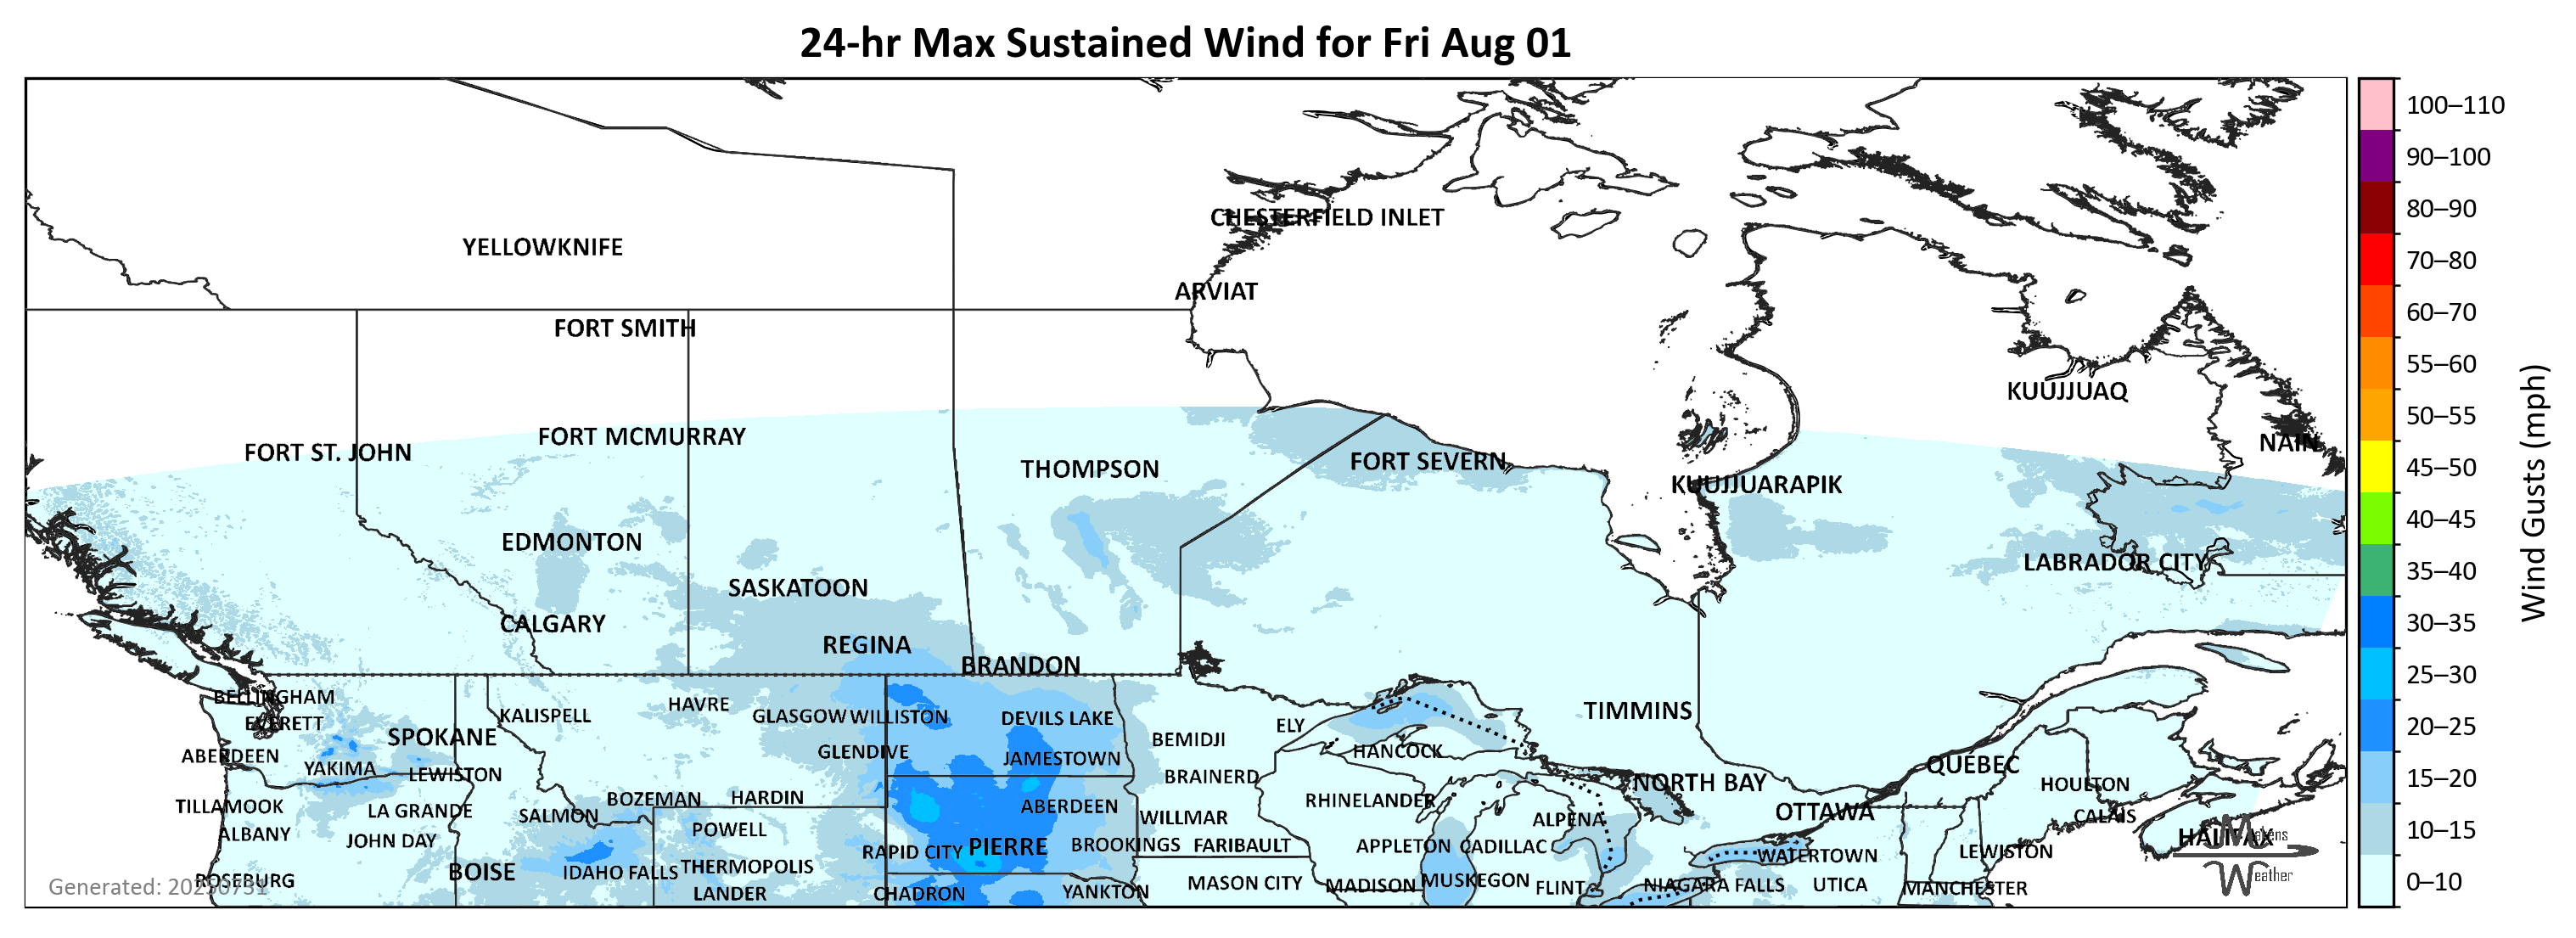 24-hr Max Sustained Wind for Fri Aug 01
100–110
90–100
80–90
70–80
60–70
55–60
50–55
45–50
40–45
35–40
30–35
25–30
20–25
15–20
10–15
0–10
Wind Gusts (mph)
CHESTERFIELD INLET
YELLOWKNIFE
ARVIAT
FORT SMITH
KUUJJUAQ
FORT MCMURRAY
NAIN
FORT ST. JOHN
FORT SEVERN
THOMPSON
KUUJJUARAPIK
EDMONTON
LABRADOR CITY
SASKATOON
CALGARY
REGINA
BRANDON
BELLINGHAM
HAVRE
TIMMINS
KALISPELL
GLASGOW
WILLISTON
DEVILS LAKE
EVERETT
ELY
SPOKANE
BEMIDJI
HANCOCK
GLENDIVE
ABERDEEN
JAMESTOWN
QUÉBEC
YAKIMA
LEWISTON
BRAINERD
NORTH BAY
HOULTON
BOZEMAN
HARDIN
RHINELANDER
TILLAMOOK
ABERDEEN
LA GRANDE
OTTAWA
SALMON
WILLMAR
CALAIS
ALPENA
POWELL
ALBANY
HALIFAX
Makens
JOHN DAY
PIERRE
BROOKINGS
FARIBAULT
APPLETON
CADILLAC
RAPID CITY
LEWISTON
WATERTOWN
THERMOPOLIS
BOISE
IDAHO FALLS
Weather
ROSEBURG
MUSKEGON
MASON CITY
MADISON
NIAGARA FALLS
UTICA
Generated: 20250731
FLINT
MANCHESTER
YANKTON
LANDER
CHADRON